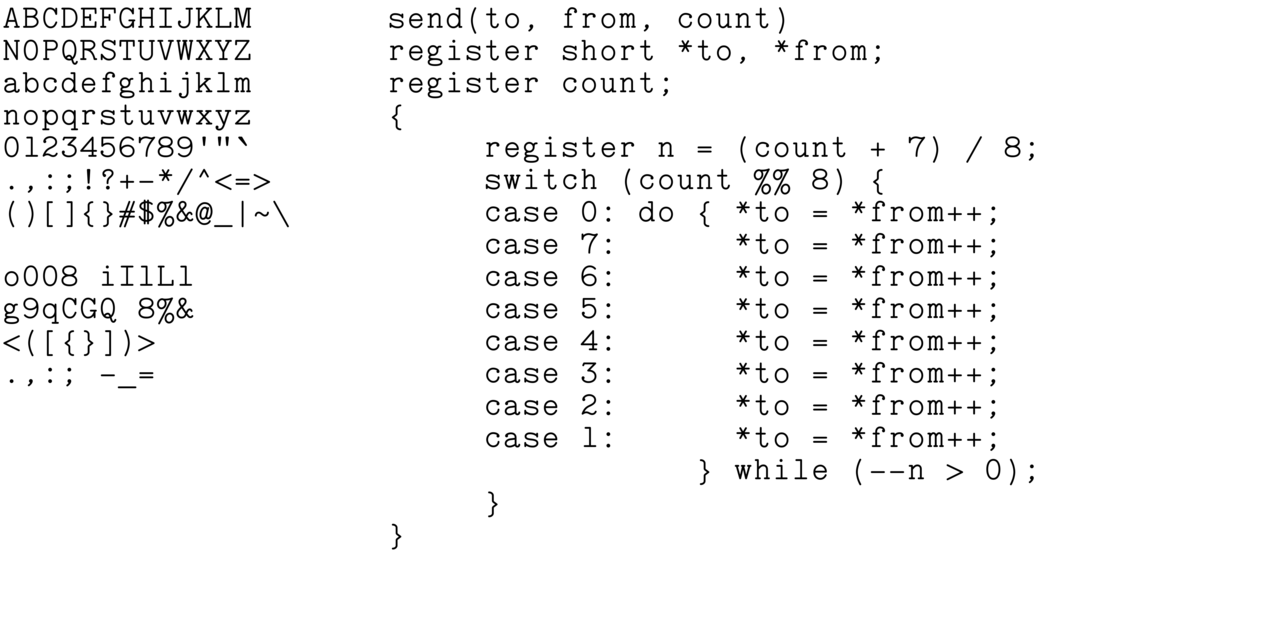 ABCDEFGHIJKLM
NOPQRSTUVWXYZ
abcdefghijklm
nopqrstuvwxyz
0123456789'"`
.,:;!?+-*/^<=>
()[]{}#$%&@_|~\
o008 iIlLl
g9qCGQ 8%&
<([{}])>
.,:; -_=
send(to, from, count)
register short *to, *from;
register count;
{
     register n = (count + 7) / 8;
     switch (count %% 8) {
     case 0: do { *to = *from++;
     case 7:      *to = *from++;
     case 6:      *to = *from++;
     case 5:      *to = *from++;
     case 4:      *to = *from++;
     case 3:      *to = *from++;
     case 2:      *to = *from++;
     case 1:      *to = *from++;
                } while (--n > 0);
     }
}